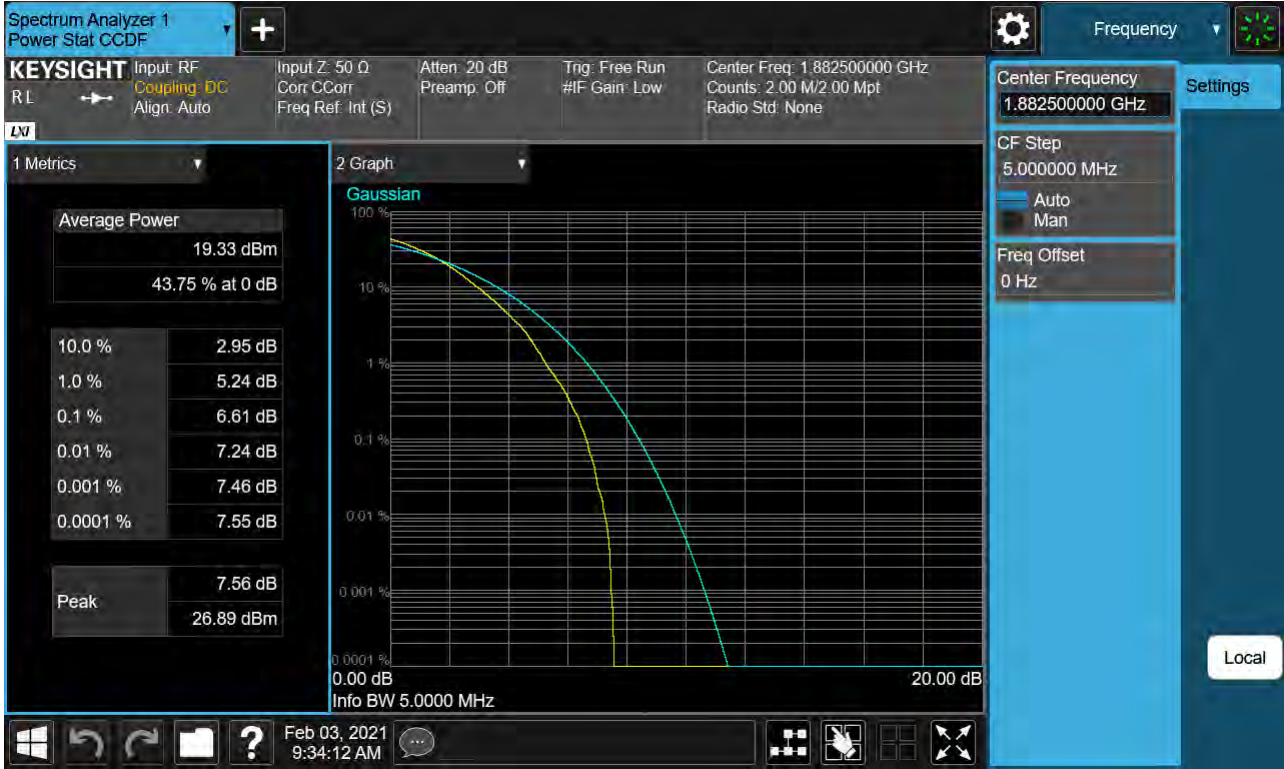 Spectrum Analyzer 1
Power Stat CCDF
Frequency
KEYSIGHT
R L
LXI
Input: RF
Coupling: DC
Align: Auto
Input Z: 50 Ω
Corr CCorr
Freq Ref: Int (S)
Atten: 20 dB
Preamp: Off
Trig: Free Run
#IF Gain: Low
Center Freq: 1.882500000 GHz
Counts: 2.00 M/2.00 Mpt
Radio Std: None
Center Frequency
1.882500000 GHz
Settings
CF Step
5.000000 MHz
Auto
Man
Freq Offset
0 Hz
Local
1 Metrics
Average Power
19.33 dBm
43.75 % at 0 dB
10.0 % 2.95 dB
1.0 % 5.24 dB
0.1 % 6.61 dB
0.01 % 7.24 dB
0.001 % 7.46 dB
0.0001 % 7.55 dB
Peak
7.56 dB
26.89 dBm
2 Graph
Gaussian
100 %
10 %
1 %
0.1 %
0.01 %
0.001 %
0.0001 %
0.00 dB 20.00 dB
Info BW 5.0000 MHz
?
Feb 03, 2021
9:34:12 AM